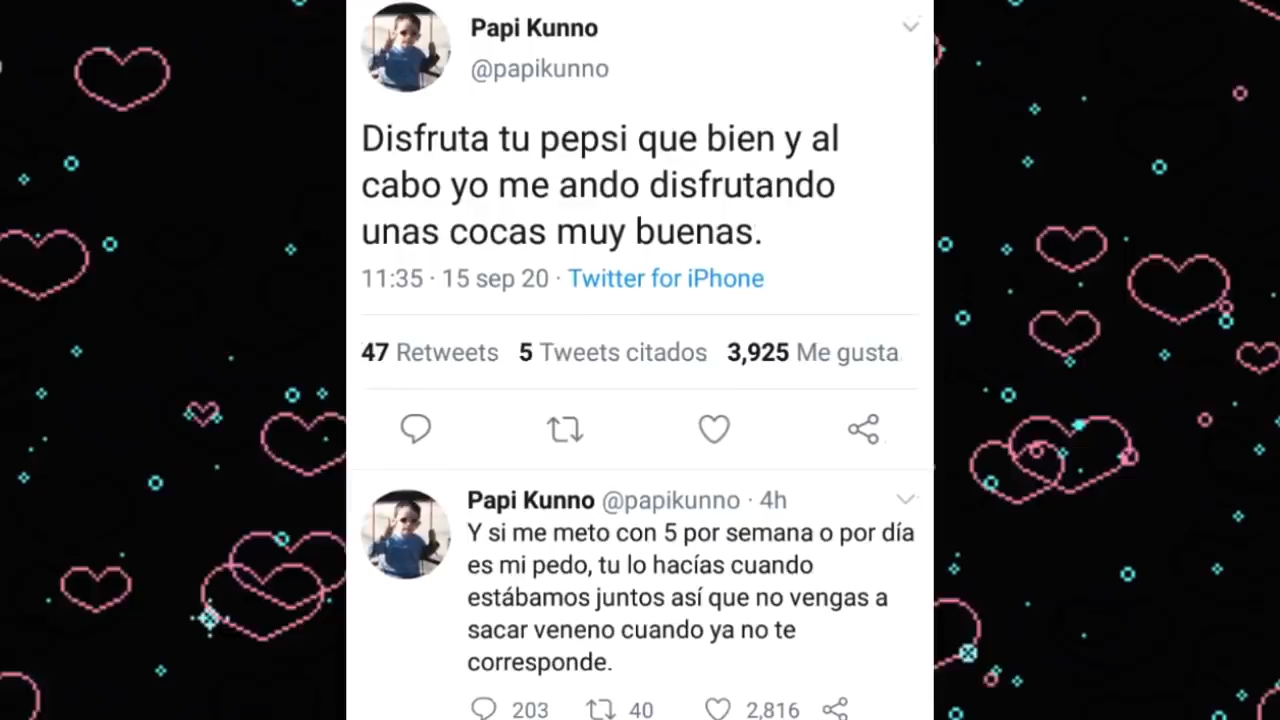 Papi Kunno
@papikunno
Disfruta tu pepsi que bien y al
cabo yo me ando disfrutando
unas cocas muy buenas.
11:35 · 15 sep 20 · Twitter for iPhone
47 Retweets 5 Tweets citados 3,925 Me gusta
Papi Kunno @papikunno · 4h
Y si me meto con 5 por semana o por día
es mi pedo, tu lo hacías cuando
estábamos juntos así que no vengas a
sacar veneno cuando ya no te
corresponde.
203 40 2,816